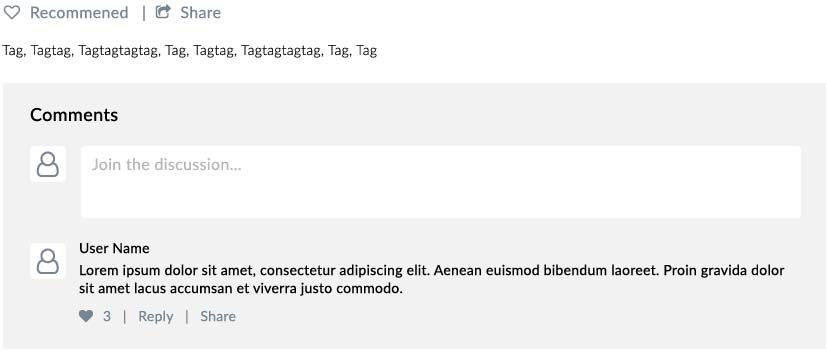 Recommened | Share
Tag, Tagtag, Tagtagtagtag, Tag, Tagtag, Tagtagtagtag, Tag, Tag
Comments
Join the discussion...
User Name
Lorem ipsum dolor sit amet, consectetur adipiscing elit. Aenean euismod bibendum laoreet. Proin gravida dolor
sit amet lacus accumsan et viverra justo commodo.
3 | Reply | Share